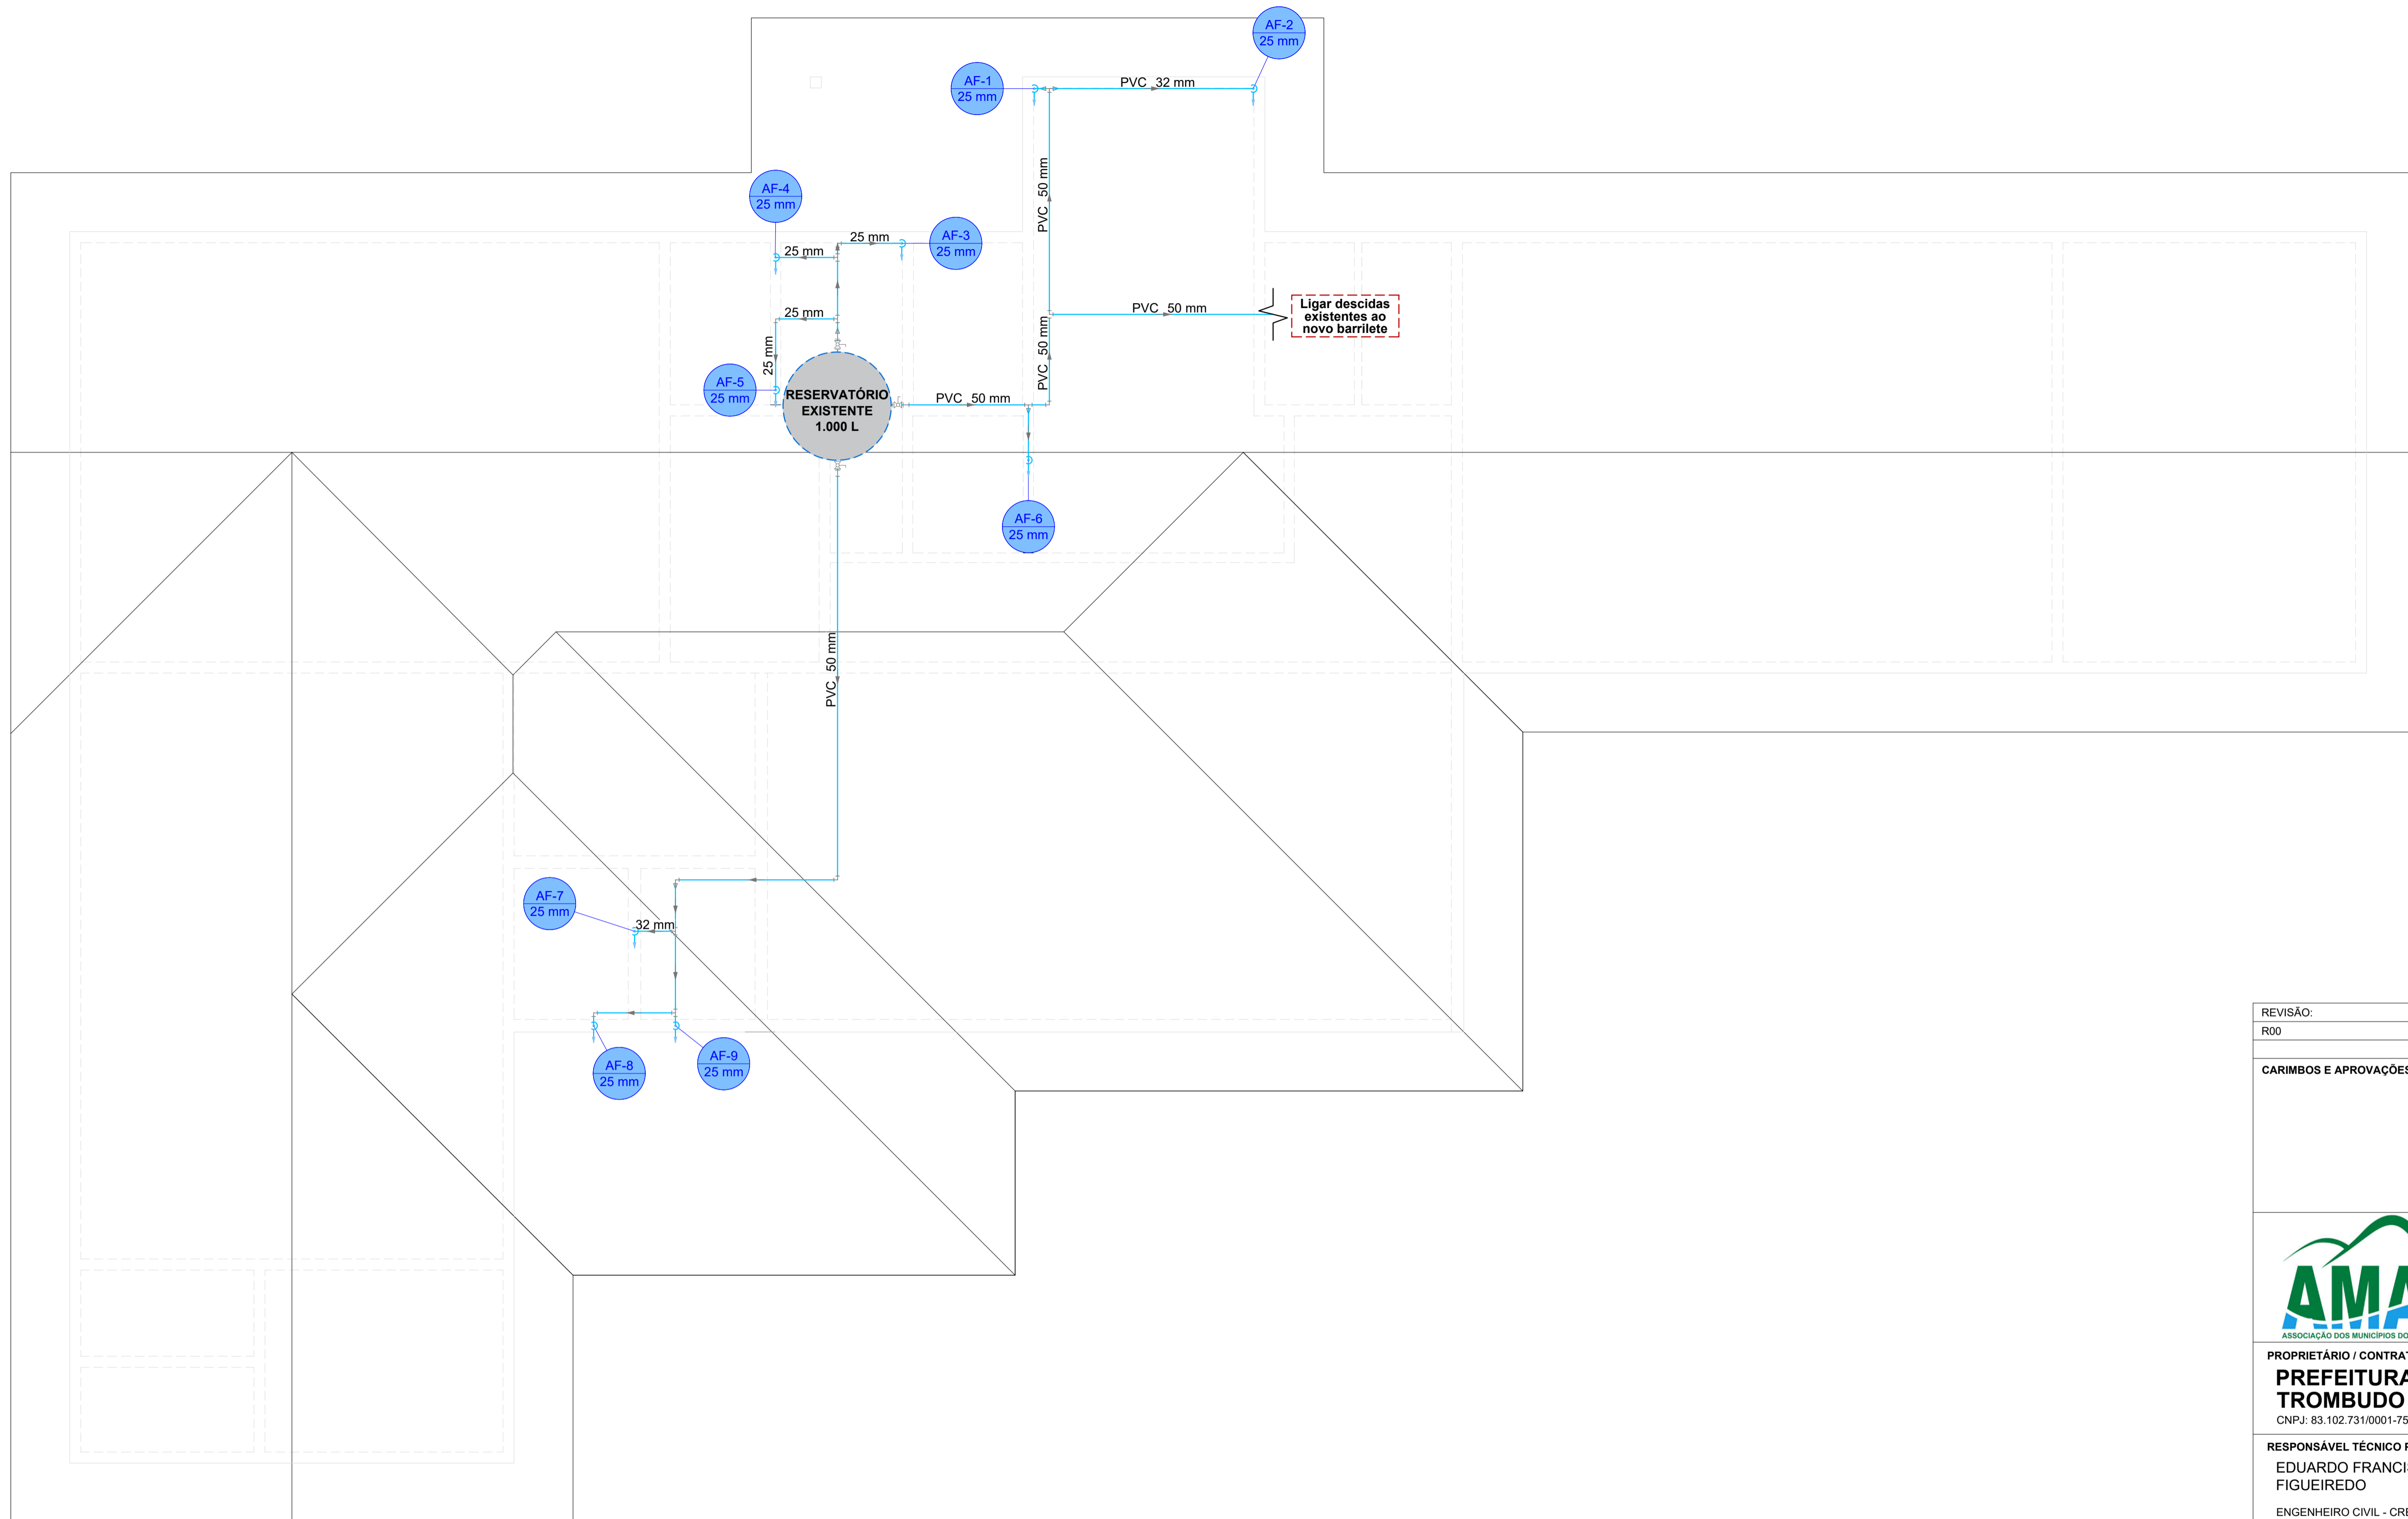 AF-2
25 mm
AF-1
25 mm
PVC 32 mm
PVC 50 mm
AF-4
25 mm
AF-3
25 mm
25 mm
25 mm
25 mm
25 mm
PVC 50 mm
Ligar descidas
existentes ao
novo barrilete
PVC 50 mm
AF-5
25 mm
RESERVATÓRIO
EXISTENTE
1.000 L
PVC 50 mm
AF-6
25 mm
PVC 50 mm
AF-7
25 mm
32 mm
AF-8
25 mm
AF-9
25 mm
REVISÃO:
R00
CARIMBOS E APROVAÇÕES
AMA
ASSOCIAÇÃO DOS MUNICÍPIOS DO
PROPRIETÁRIO / CONTRAT
PREFEITURA
TROMBUDO
CNPJ: 83.102.731/0001-75
RESPONSÁVEL TÉCNICO
EDUARDO FRANCI
FIGUEIREDO
ENGENHEIRO CIVIL - CRE